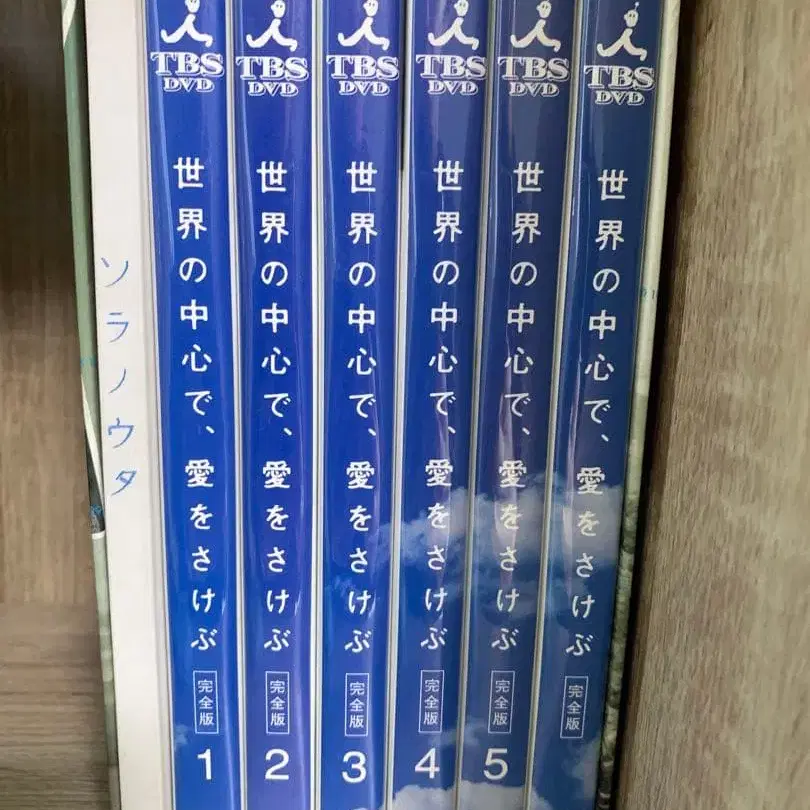 ソラノウタ
TBS
DVD
世界の中心で、愛をさけぶ
完全版
1
TBS
DVD
世界の中心で、愛をさけぶ
完全版
2
TBS
DVD
世界の中心で、愛をさけぶ
完全版
3
TBS
DVD
世界の中心で、愛をさけぶ
完全版
4
TBS
DVD
世界の中心で、愛をさけぶ
完全版
5
TBS
DVD
世界の中心で、愛をさけぶ
完全版